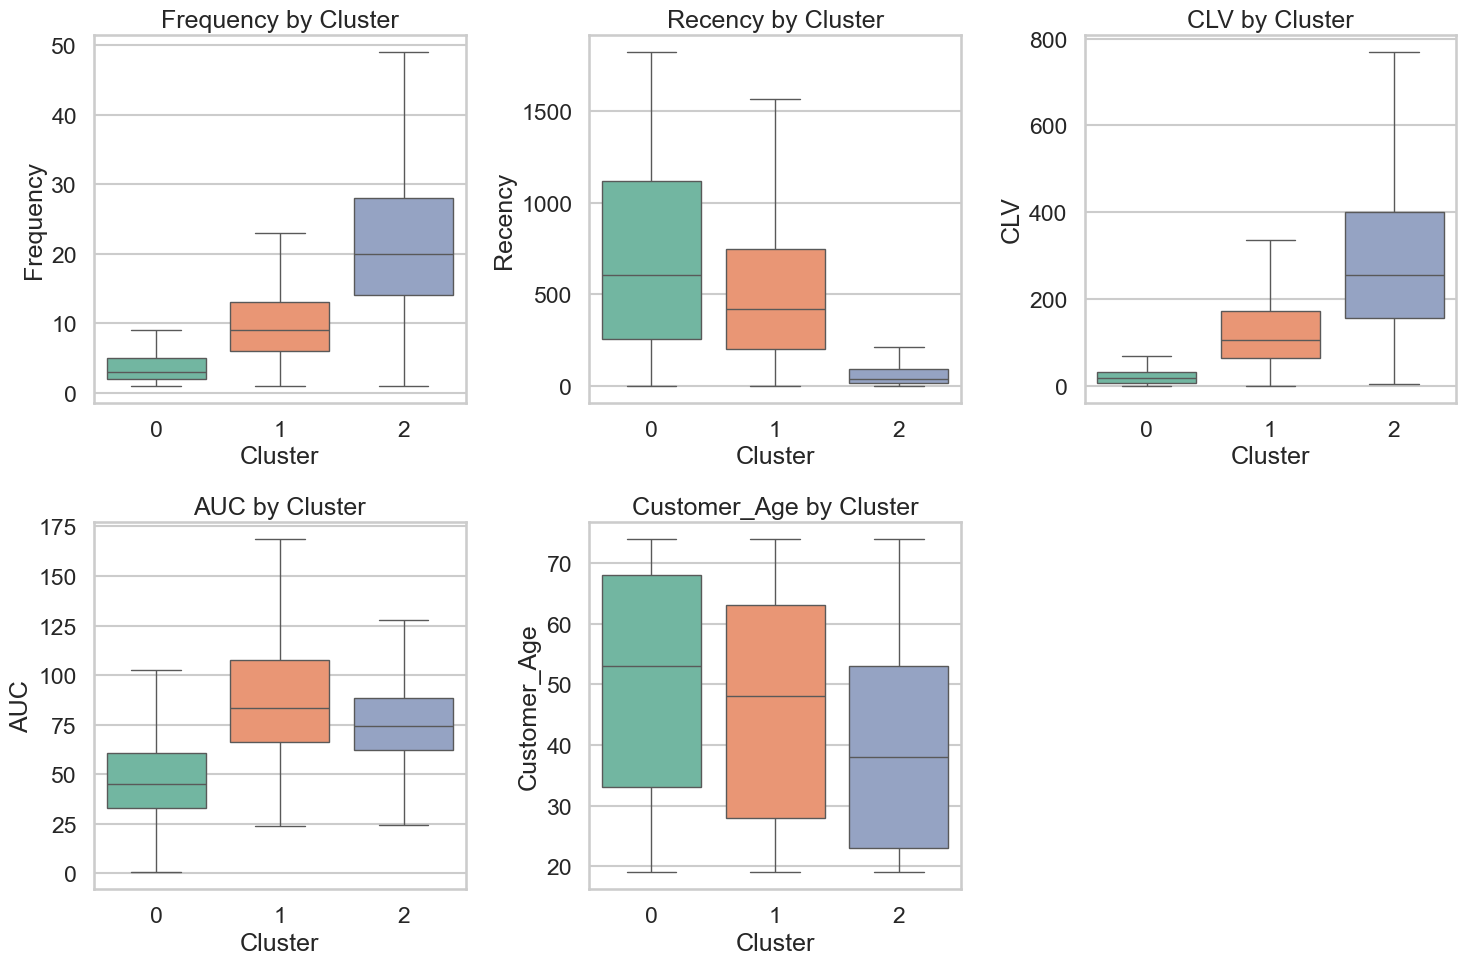 Frequency by Cluster
Frequency
50
40
30
20
10
0
0 1 2
Cluster
Recency by Cluster
Recency
1500
1000
500
0
0 1 2
Cluster
CLV by Cluster
CLV
800
600
400
200
0
0 1 2
Cluster
AUC by Cluster
AUC
175
150
125
100
75
50
25
0
0 1 2
Cluster
Customer_Age by Cluster
Customer_Age
70
60
50
40
30
20
0 1 2
Cluster